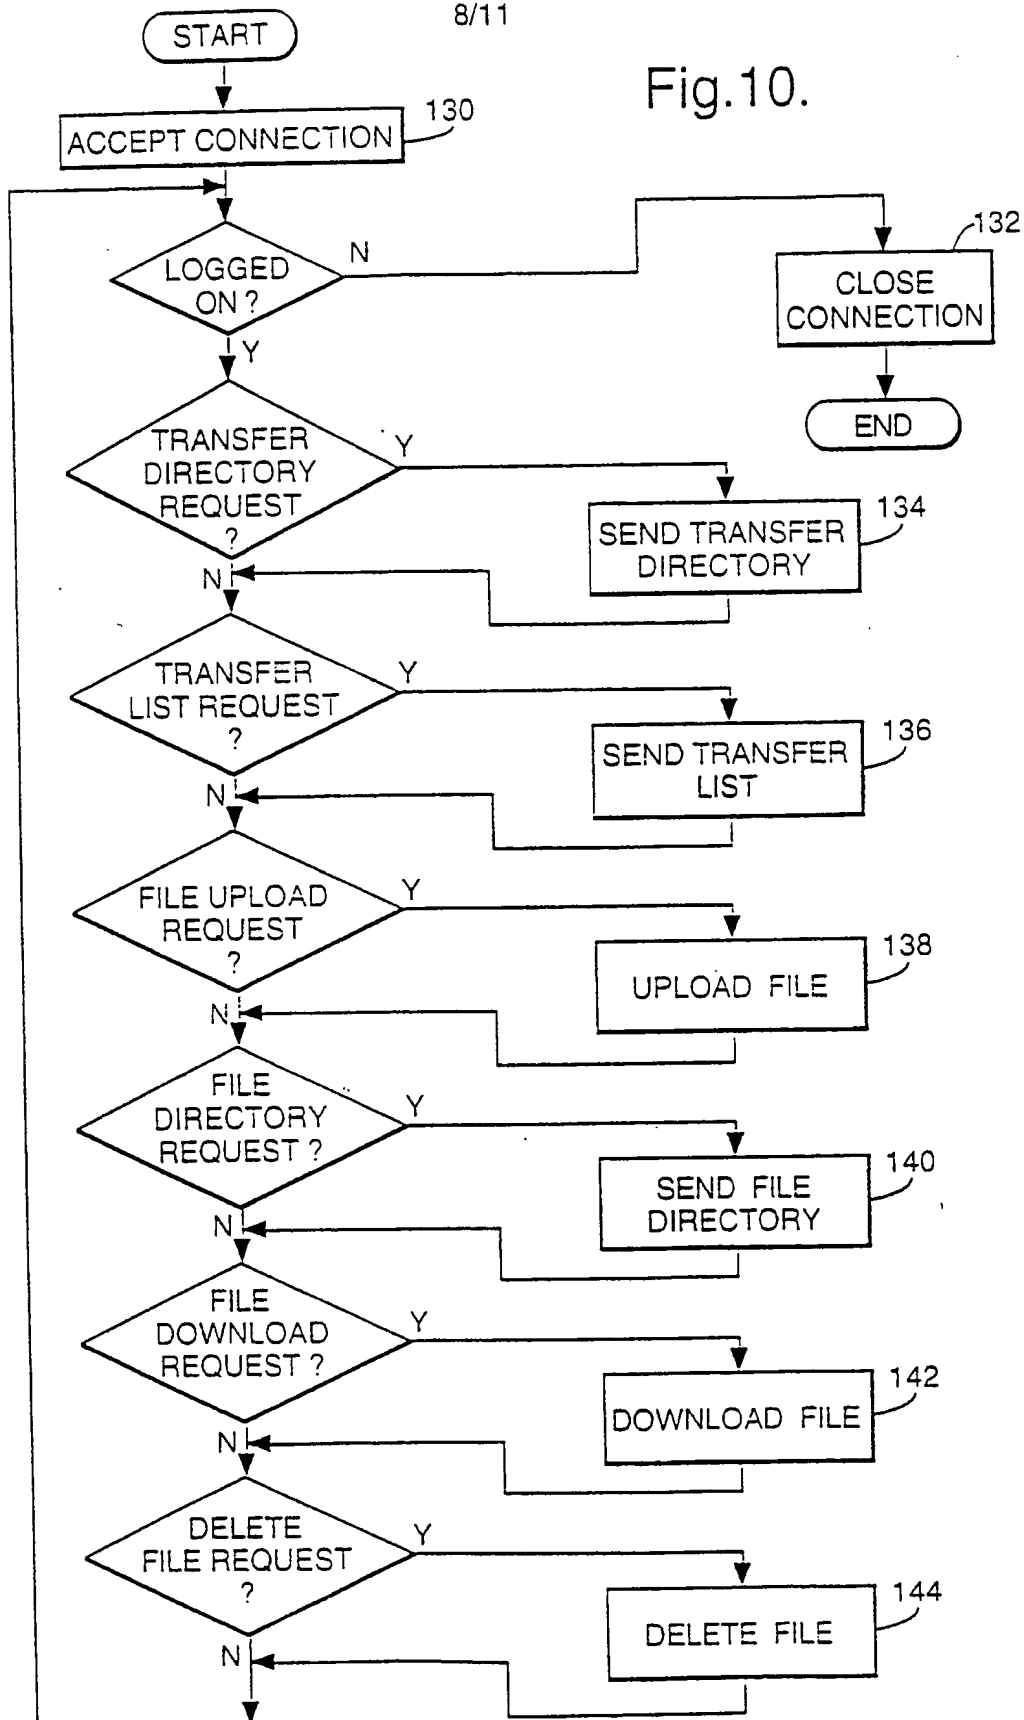 8/11
START
Fig.10.
130
ACCEPT CONNECTION
132
N
LOGGED
ON ?
CLOSE
CONNECTION
Y
END
TRANSFER
DIRECTORY
REQUEST
?
Y
134
SEND TRANSFER
DIRECTORY
N
TRANSFER
LIST REQUEST
?
Y
136
SEND TRANSFER
LIST
N
FILE UPLOAD
REQUEST
?
Y
138
UPLOAD FILE
N
FILE
DIRECTORY
REQUEST ?
Y
140
SEND FILE
DIRECTORY
N
FILE
DOWNLOAD
REQUEST ?
Y
142
DOWNLOAD FILE
N
DELETE
FILE REQUEST
?
Y
144
DELETE FILE
N